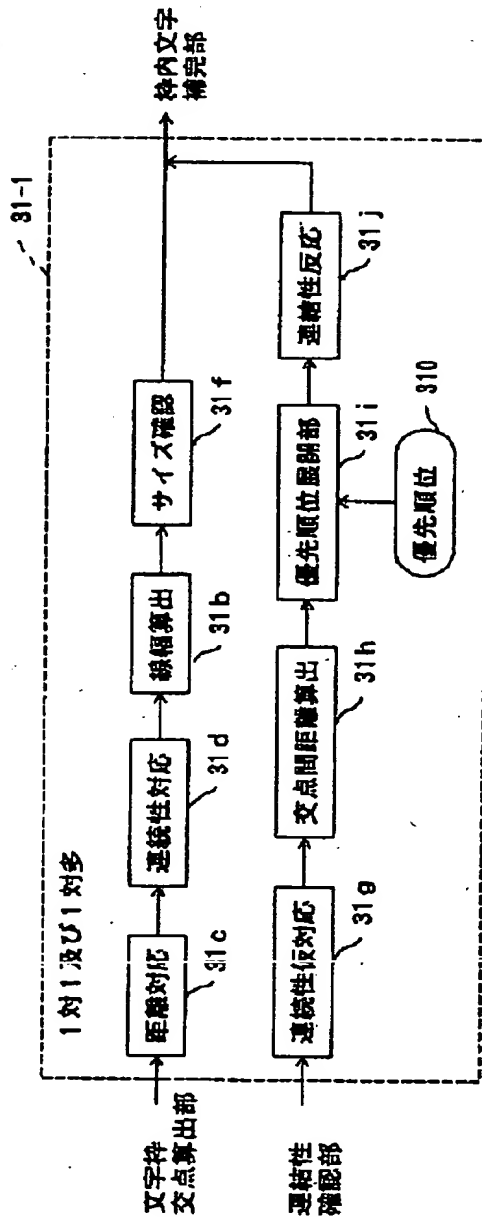 31-1
1対1及び1対多
文字枠
交点算出部
距離対応
31c
連続性対応
31d
線幅算出
31b
サイズ確認
31f
枠内文字
補完部
連結性
確認部
連続性仮対応
31g
交点間距離算出
31h
優先順位展開部
31i
連結性反応
31j
優先順位
310